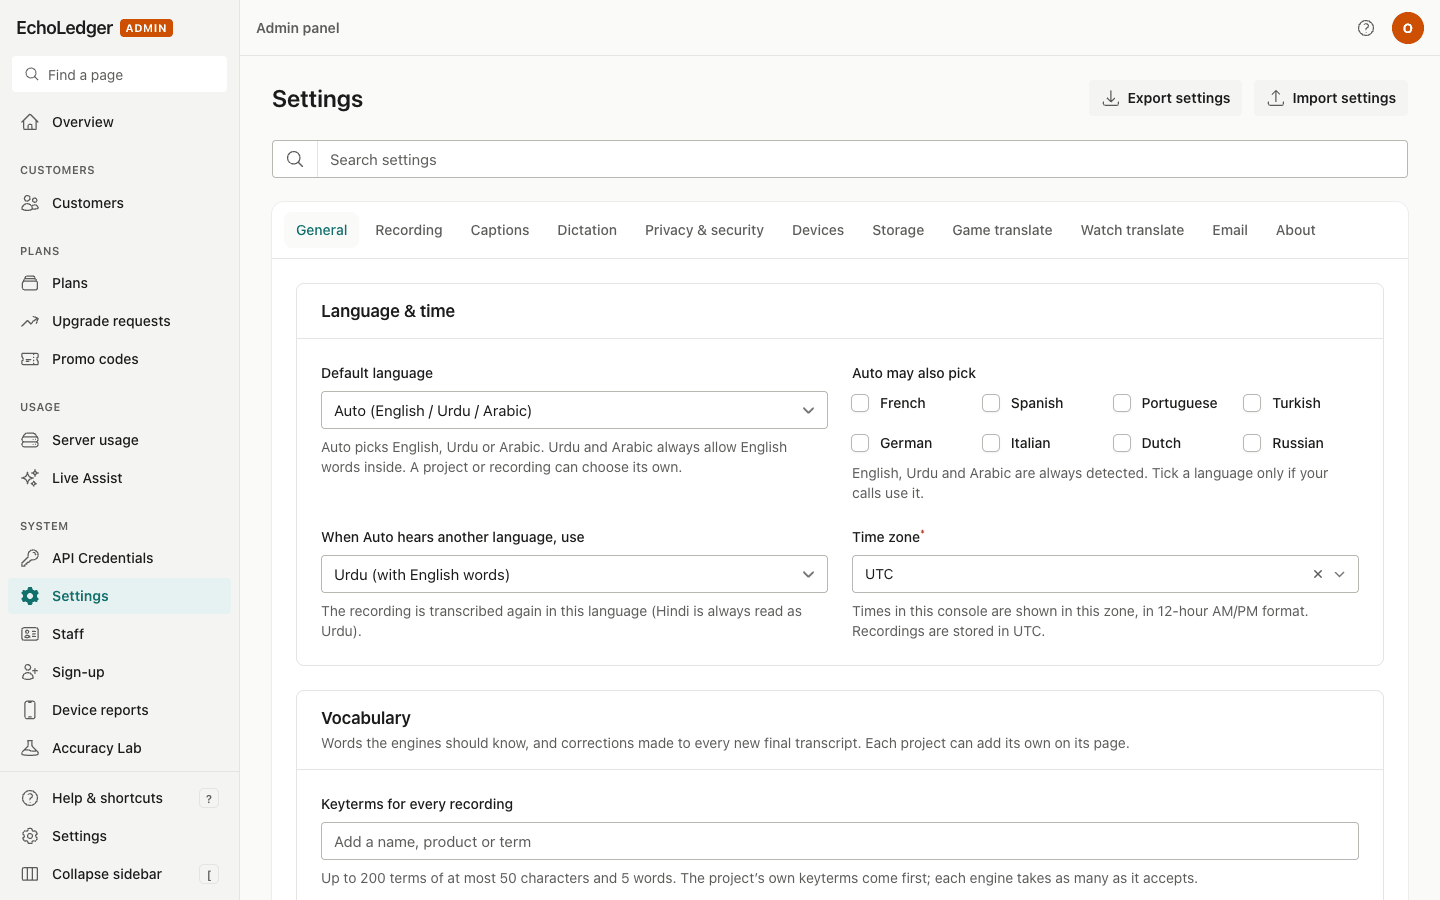 EchoLedger ADMIN
Admin panel
O
Find a page
Overview
CUSTOMERS
Customers
PLANS
Plans
Upgrade requests
Promo codes
USAGE
Server usage
Live Assist
SYSTEM
API Credentials
Settings
Staff
Sign-up
Device reports
Accuracy Lab
Help & shortcuts ?
Settings
Collapse sidebar [
Settings
Export settings
Import settings
Search settings
General Recording Captions Dictation Privacy & security Devices Storage Game translate Watch translate Email About
Language & time
Default language
Auto (English / Urdu / Arabic)
Auto picks English, Urdu or Arabic. Urdu and Arabic always allow English
words inside. A project or recording can choose its own.
Auto may also pick
French Spanish Portuguese Turkish
German Italian Dutch Russian
English, Urdu and Arabic are always detected. Tick a language only if your
calls use it.
When Auto hears another language, use
Urdu (with English words)
The recording is transcribed again in this language (Hindi is always read as
Urdu).
Time zone*
UTC
Times in this console are shown in this zone, in 12-hour AM/PM format.
Recordings are stored in UTC.
Vocabulary
Words the engines should know, and corrections made to every new final transcript. Each project can add its own on its page.
Keyterms for every recording
Add a name, product or term
Up to 200 terms of at most 50 characters and 5 words. The project's own keyterms come first; each engine takes as many as it accepts.